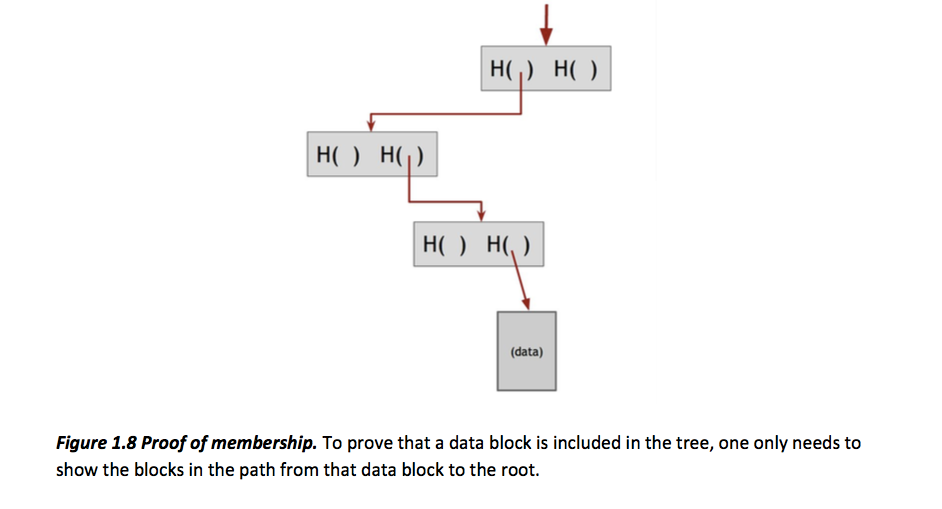 H( ) H( )
H( ) H( )
H( ) H( )
(data)
Figure 1.8 Proof of membership. To prove that a data block is included in the tree, one only needs to
show the blocks in the path from that data block to the root.